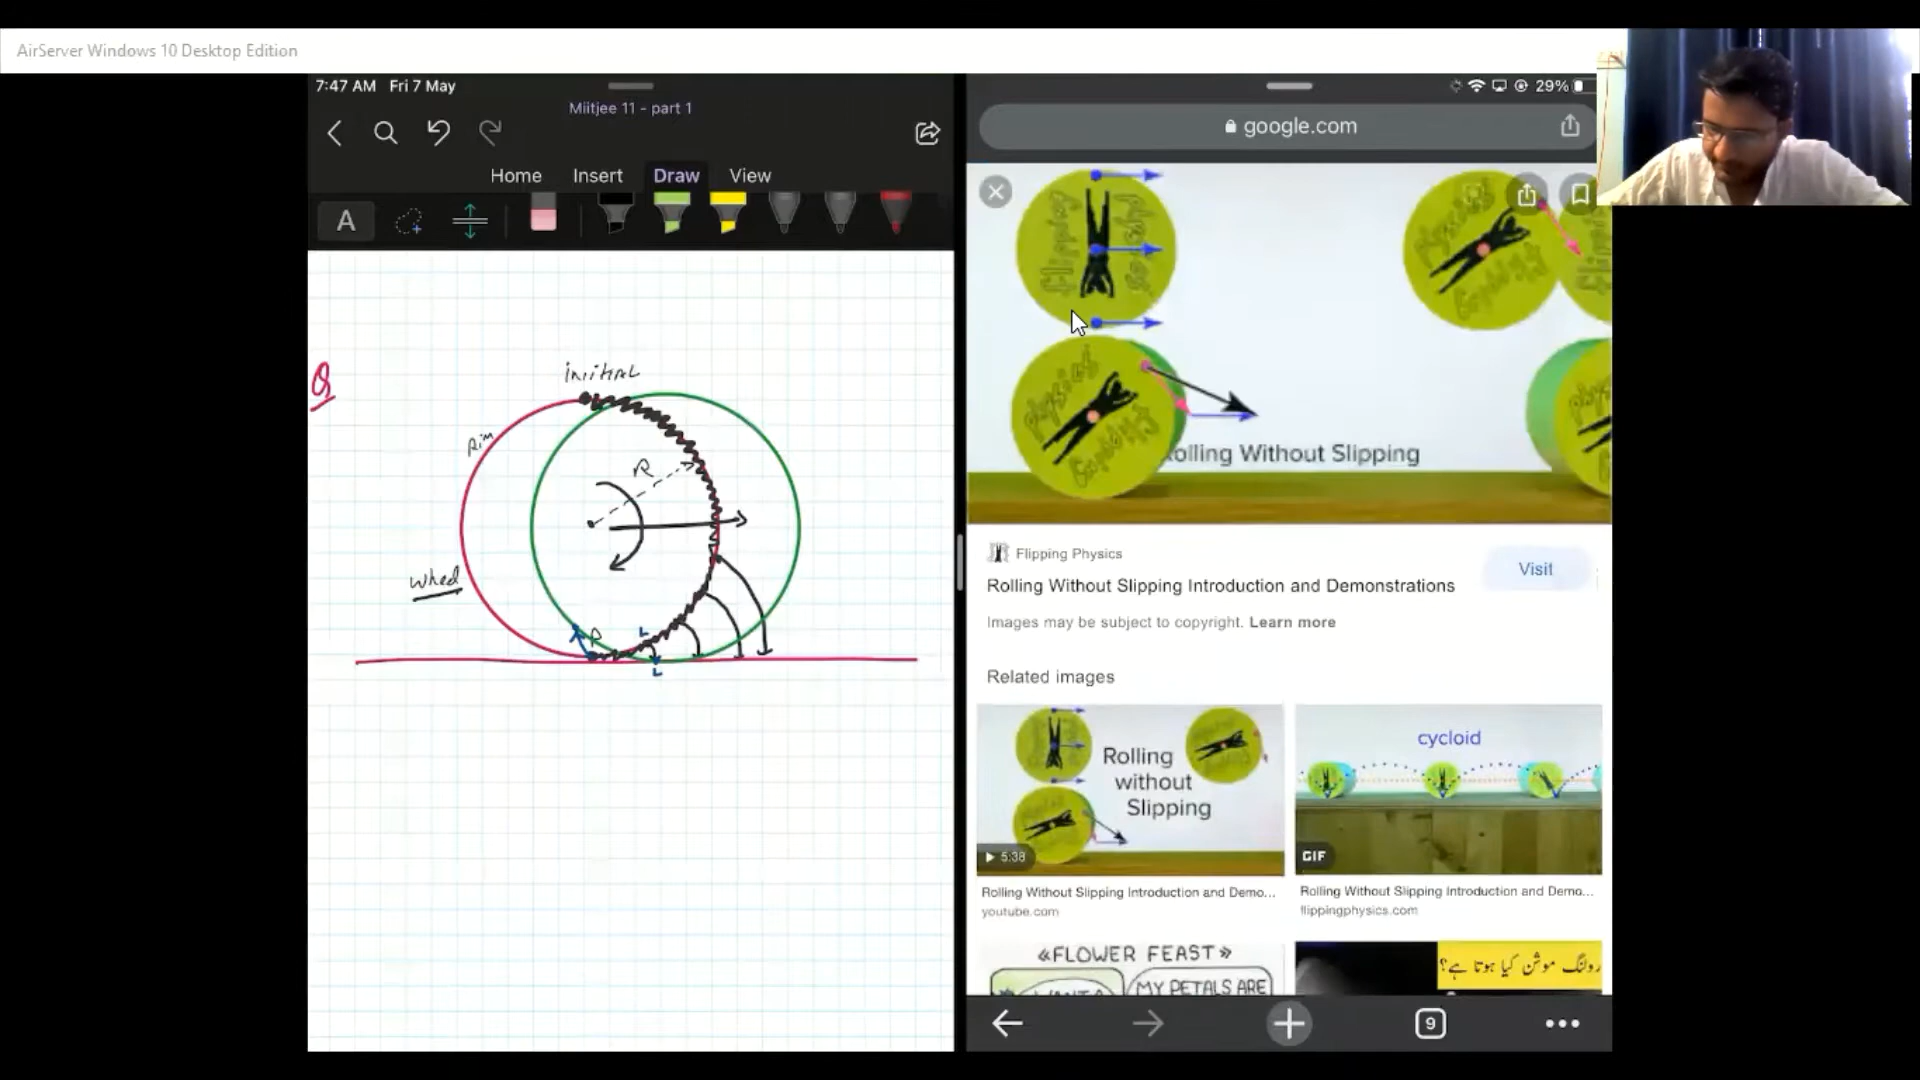 AirServer Windows 10 Desktop Edition
7:47 AM Fri 7 May
Miitjee 11 - part 1
Home Insert Draw View
A
Q
initial
Rim
R
wheel
P
L
L
29%
google.com
Rolling Without Slipping
Flipping Physics
Visit
Rolling Without Slipping Introduction and Demonstrations
Images may be subject to copyright. Learn more
Related images
Rolling
without
Slipping
5:38
cycloid
GIF
Rolling Without Slipping Introduction and Demo...
youtube.com
Rolling Without Slipping Introduction and Demo...
flippingphysics.com
«FLOWER FEAST»
MY PETALS ARE
رولنگ موشن کیا ہوتا ہے؟
9